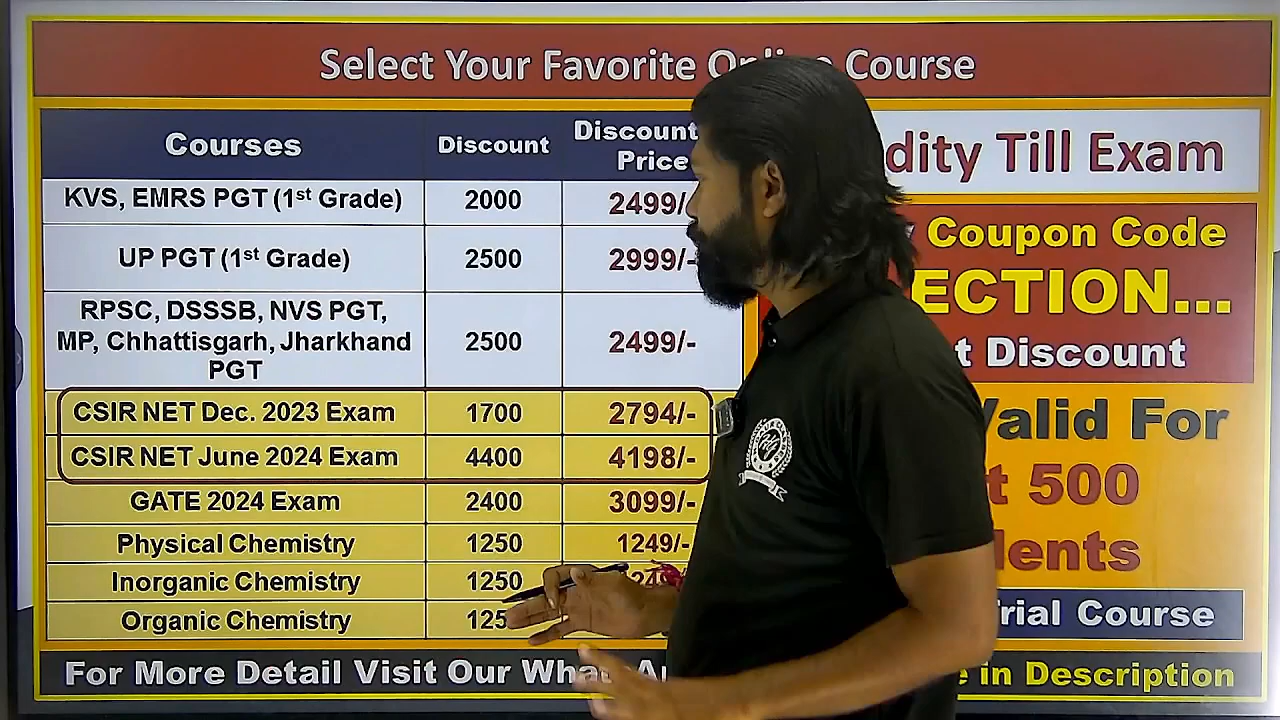 Select Your Favorite Course
Courses
Discount
Discount
Price
KVS, EMRS PGT (1st Grade)
2000
2499/
UP PGT (1st Grade)
2500
2999/-
RPSC, DSSSB, NVS PGT,
MP, Chhattisgarh, Jharkhand
PGT
2500
2499/-
CSIR NET Dec. 2023 Exam
1700
2794/-
CSIR NET June 2024 Exam
4400
4198/-
GATE 2024 Exam
2400
3099/-
Physical Chemistry
1250
1249/-
Inorganic Chemistry
1250
Organic Chemistry
For More Detail Visit Our
Till Exam
Coupon Code
ECTION...
Discount
For
500
Course
in Description